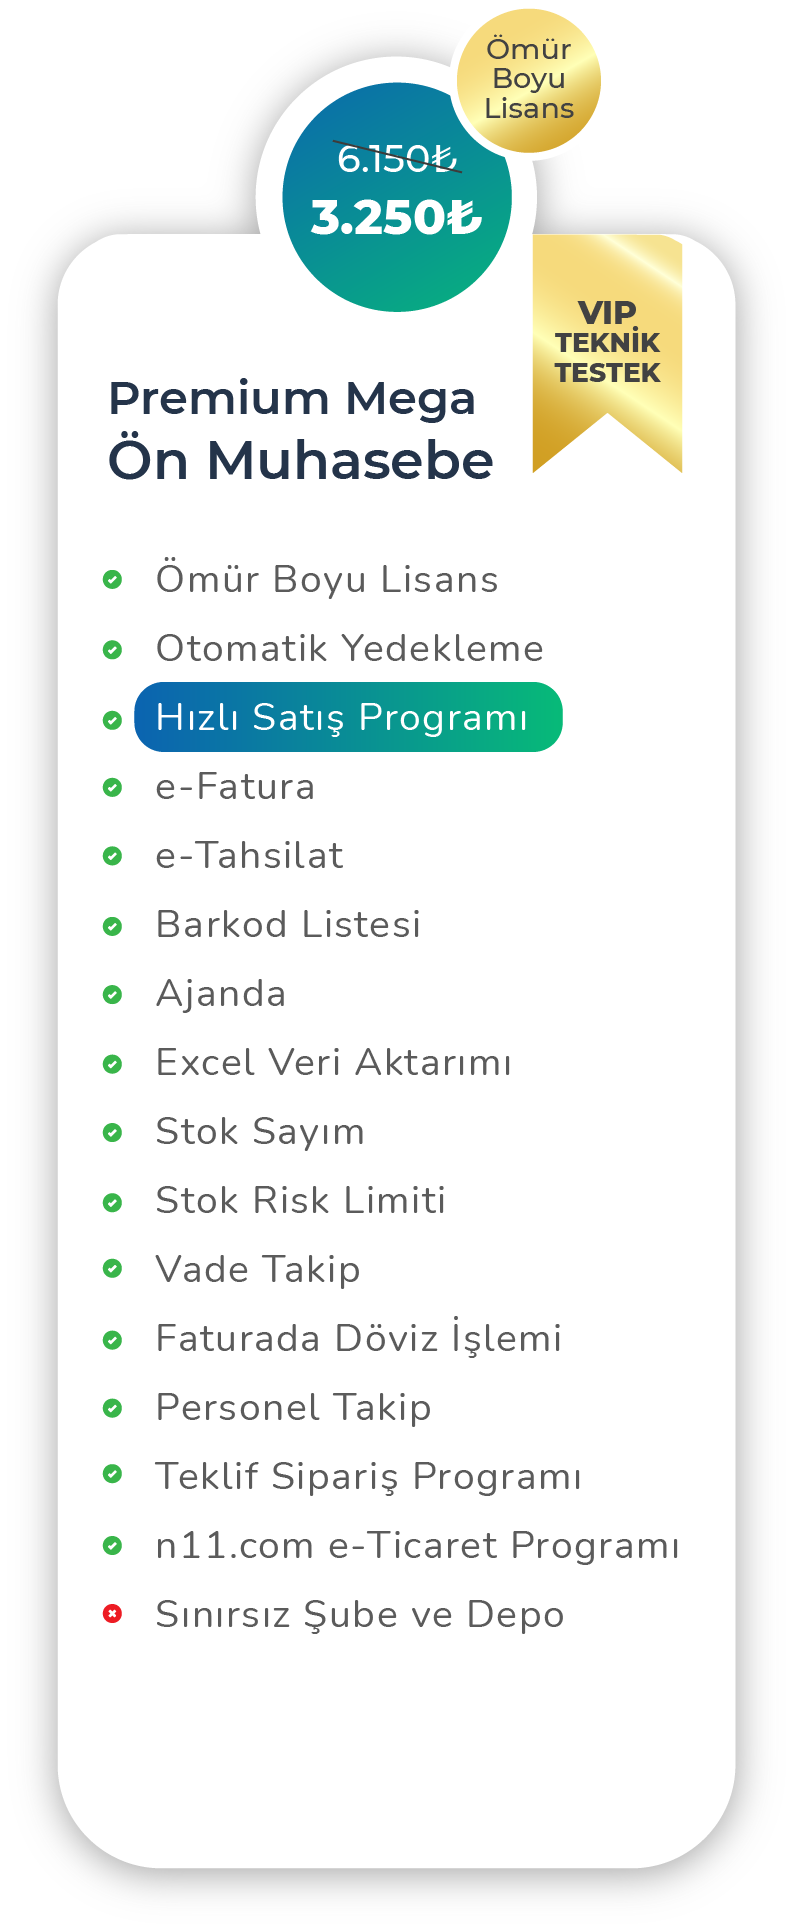 Ömür
Boyu
Lisans
6.150₺
3.250₺
VIP
TEKNİK
TESTEK
Premium Mega
Ön Muhasebe
Ömür Boyu Lisans
Otomatik Yedekleme
Hızlı Satış Programı
e-Fatura
e-Tahsilat
Barkod Listesi
Ajanda
Excel Veri Aktarımı
Stok Sayım
Stok Risk Limiti
Vade Takip
Faturada Döviz İşlemi
Personel Takip
Teklif Sipariş Programı
n11.com e-Ticaret Programı
Sınırsız Şube ve Depo